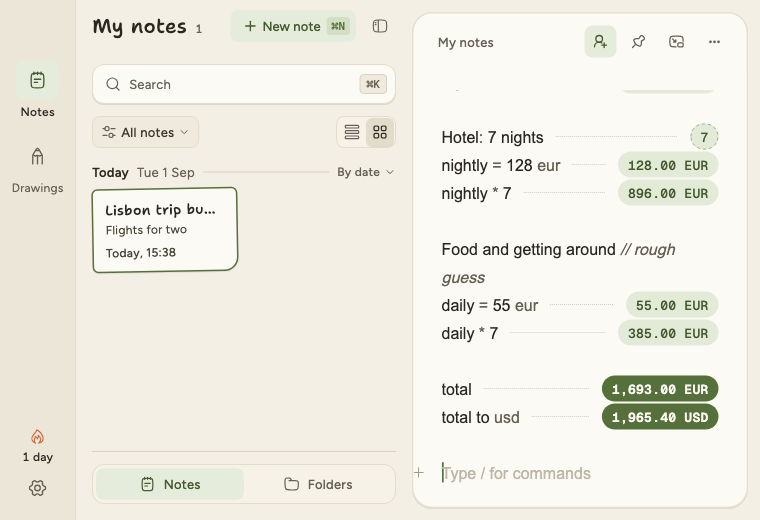 Notes
Drawings
1 day
My notes 1
+ New note ⌘N
Search ⌘K
All notes
Today Tue 1 Sep By date
Lisbon trip bu...
Flights for two
Today, 15:38
Notes Folders
My notes
Hotel: 7 nights 7
nightly = 128 eur 128.00 EUR
nightly * 7 896.00 EUR
Food and getting around // rough
guess
daily = 55 eur 55.00 EUR
daily * 7 385.00 EUR
total 1,693.00 EUR
total to usd 1,965.40 USD
Type / for commands